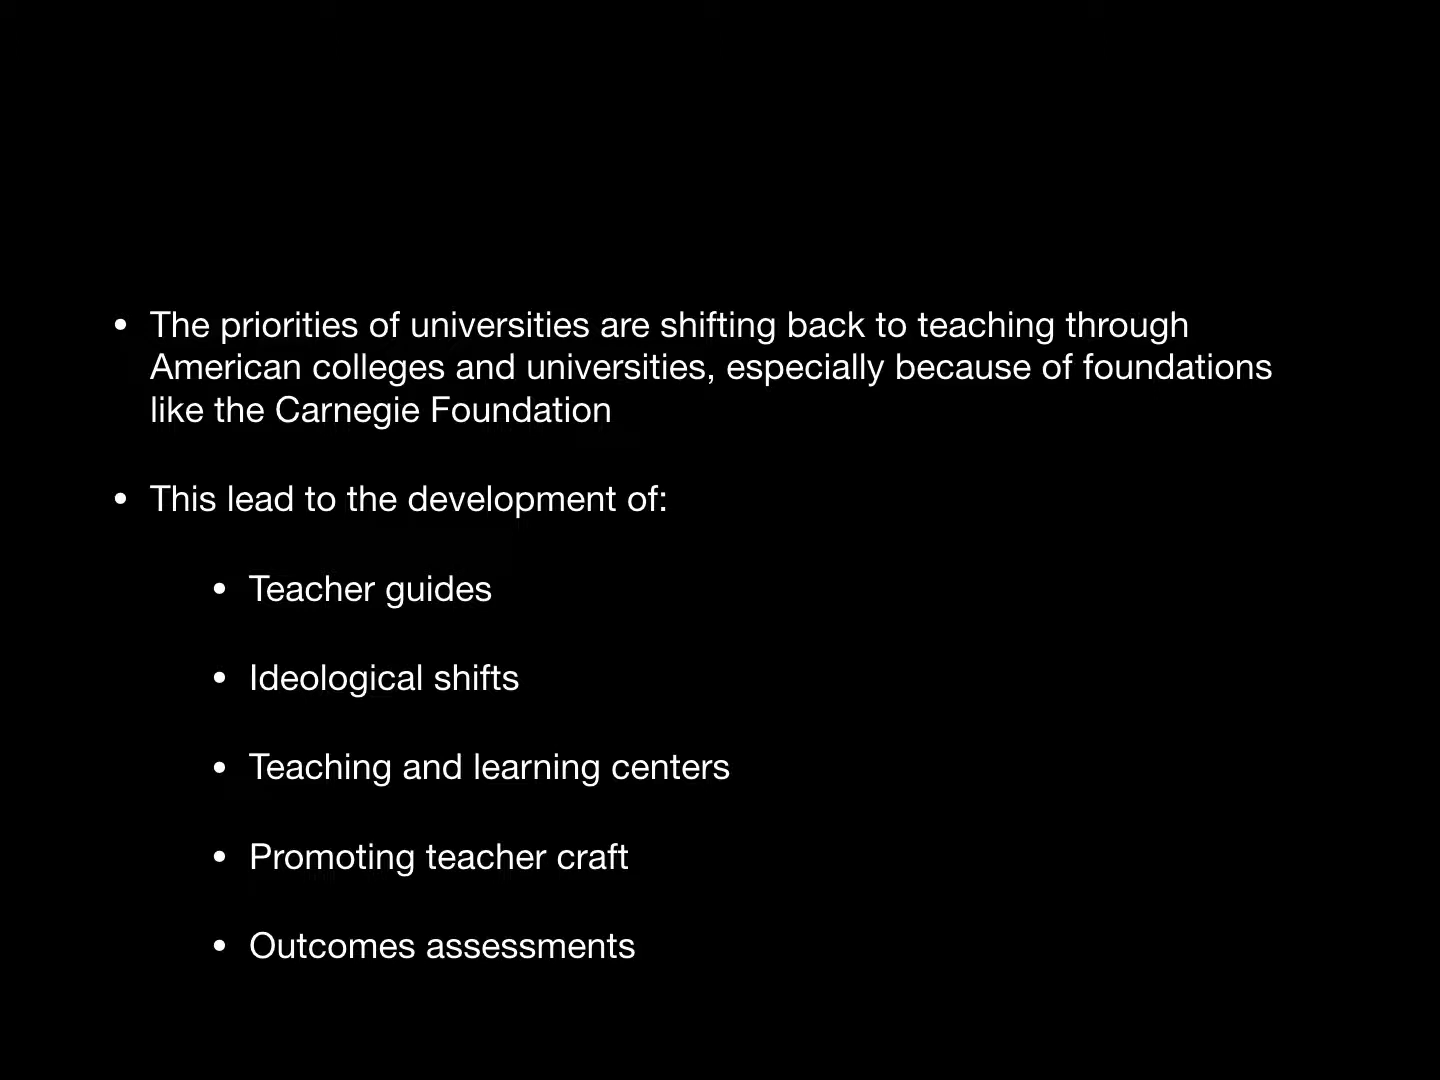 • The priorities of universities are shifting back to teaching through
American colleges and universities, especially because of foundations
like the Carnegie Foundation
• This lead to the development of:
• Teacher guides
• Ideological shifts
• Teaching and learning centers
• Promoting teacher craft
• Outcomes assessments